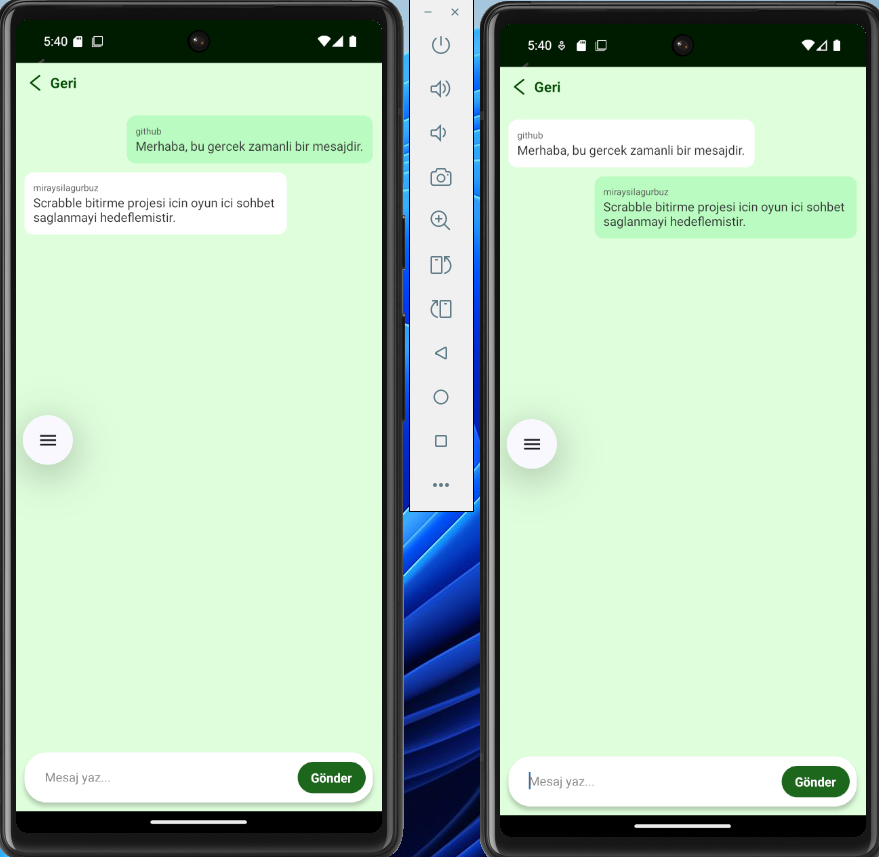 5:40
Geri
github
Merhaba, bu gercek zamanli bir mesajdir.
miraysilagurbuz
Scrabble bitirme projesi icin oyun ici sohbet
saglanmayi hedeflemistir.
Mesaj yaz...
Gönder
5:40
Geri
github
Merhaba, bu gercek zamanli bir mesajdir.
miraysilagurbuz
Scrabble bitirme projesi icin oyun ici sohbet
saglanmayi hedeflemistir.
Mesaj yaz...
Gönder